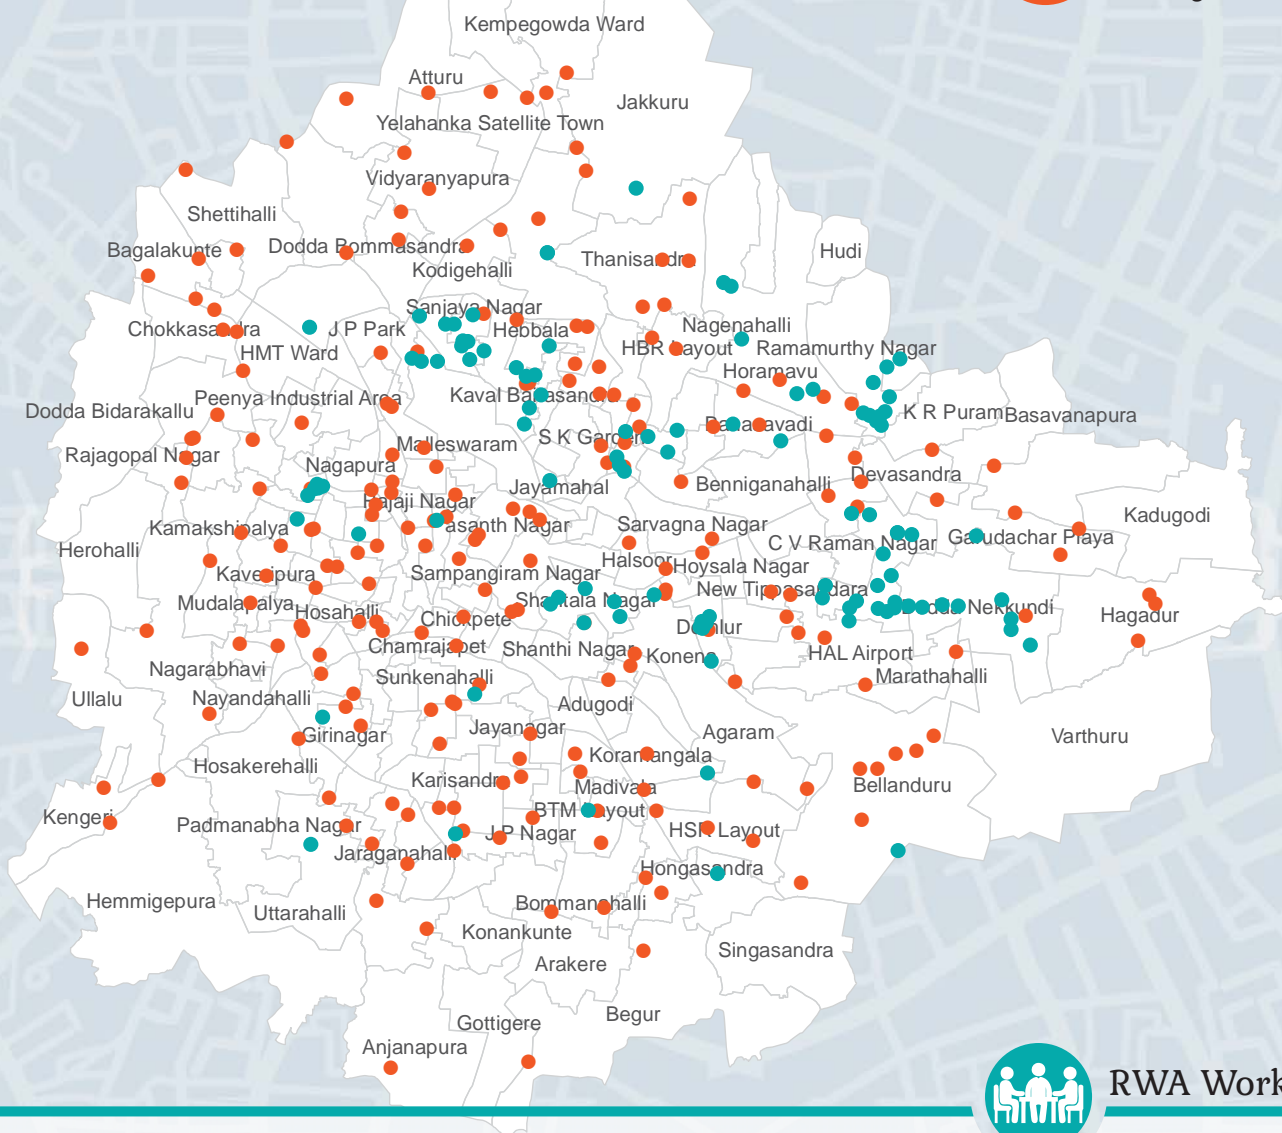 Kempegowda Ward
Atturu
Jakkuru
Yelahanka Satellite Town
Vidyaranyapura
Shettihalli
Bagalakunte
Dodda Bommasandra
Kodigehalli
Thanisandra
Hudi
Sanjaya Nagar
Chokkasandra
J P Park
Hebbala
Nagenahalli
HMT Ward
HBR Layout
Ramamurthy Nagar
Horamavu
Peenya Industrial Area
Kaval Bairasandra
Dodda Bidarakallu
K R Puram
Basavanapura
Banasavadi
S K Garden
Malleswaram
Rajagopal Nagar
Nagapura
Devasandra
Jayamahal
Benniganahalli
Rajaji Nagar
Kadugodi
Kamakshipalya
Vasanth Nagar
Sarvagna Nagar
C V Raman Nagar
Garudachar Playa
Herohalli
Halsoor
Hoysala Nagar
Kaveripura
Sampangiram Nagar
New Tippasandara
Mudalapalya
Hosahalli
Shantala Nagar
Dodda Nekkundi
Hagadur
Chickpete
Domlur
Chamrajapet
Shanthi Nagar
Konena
HAL Airport
Nagarabhavi
Sunkenahalli
Marathahalli
Ullalu
Nayandahalli
Adugodi
Girinagar
Jayanagar
Agaram
Varthuru
Koramangala
Hosakerehalli
Karisandra
Madivala
Bellanduru
Kengeri
BTM Layout
Padmanabha Nagar
J P Nagar
HSR Layout
Jaraganahalli
Hongasandra
Hemmigepura
Uttarahalli
Bommanahalli
Konankunte
Singasandra
Arakere
Begur
Gottigere
Anjanapura
RWA Work